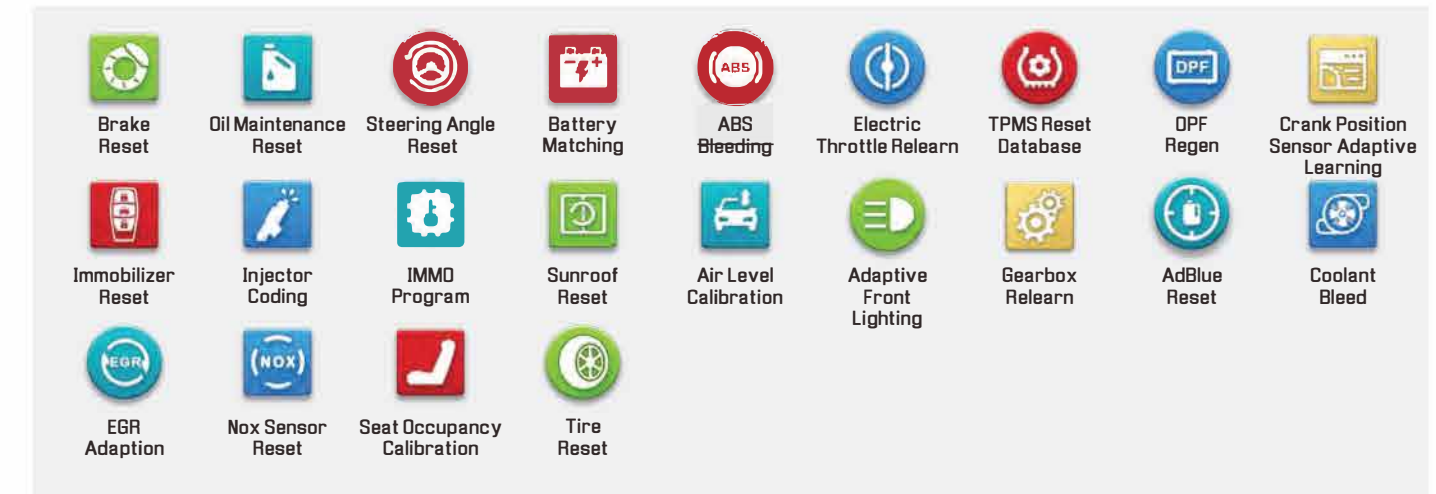 ABS
DPF
Brake
Reset
Oil Maintenance
Reset
Steering Angle
Reset
Battery
Matching
ABS
Bleeding
Electric
Throttle Relearn
TPMS Reset
Database
DPF
Regen
Crank Position
Sensor Adaptive
Learning
Immobilizer
Reset
Injector
Coding
IMMO
Program
Sunroof
Reset
Air Level
Calibration
Adaptive
Front
Lighting
Gearbox
Relearn
AdBlue
Reset
Coolant
Bleed
EGR
(NOX)
EGR
Adaption
Nox Sensor
Reset
Seat Occupancy
Calibration
Tire
Reset